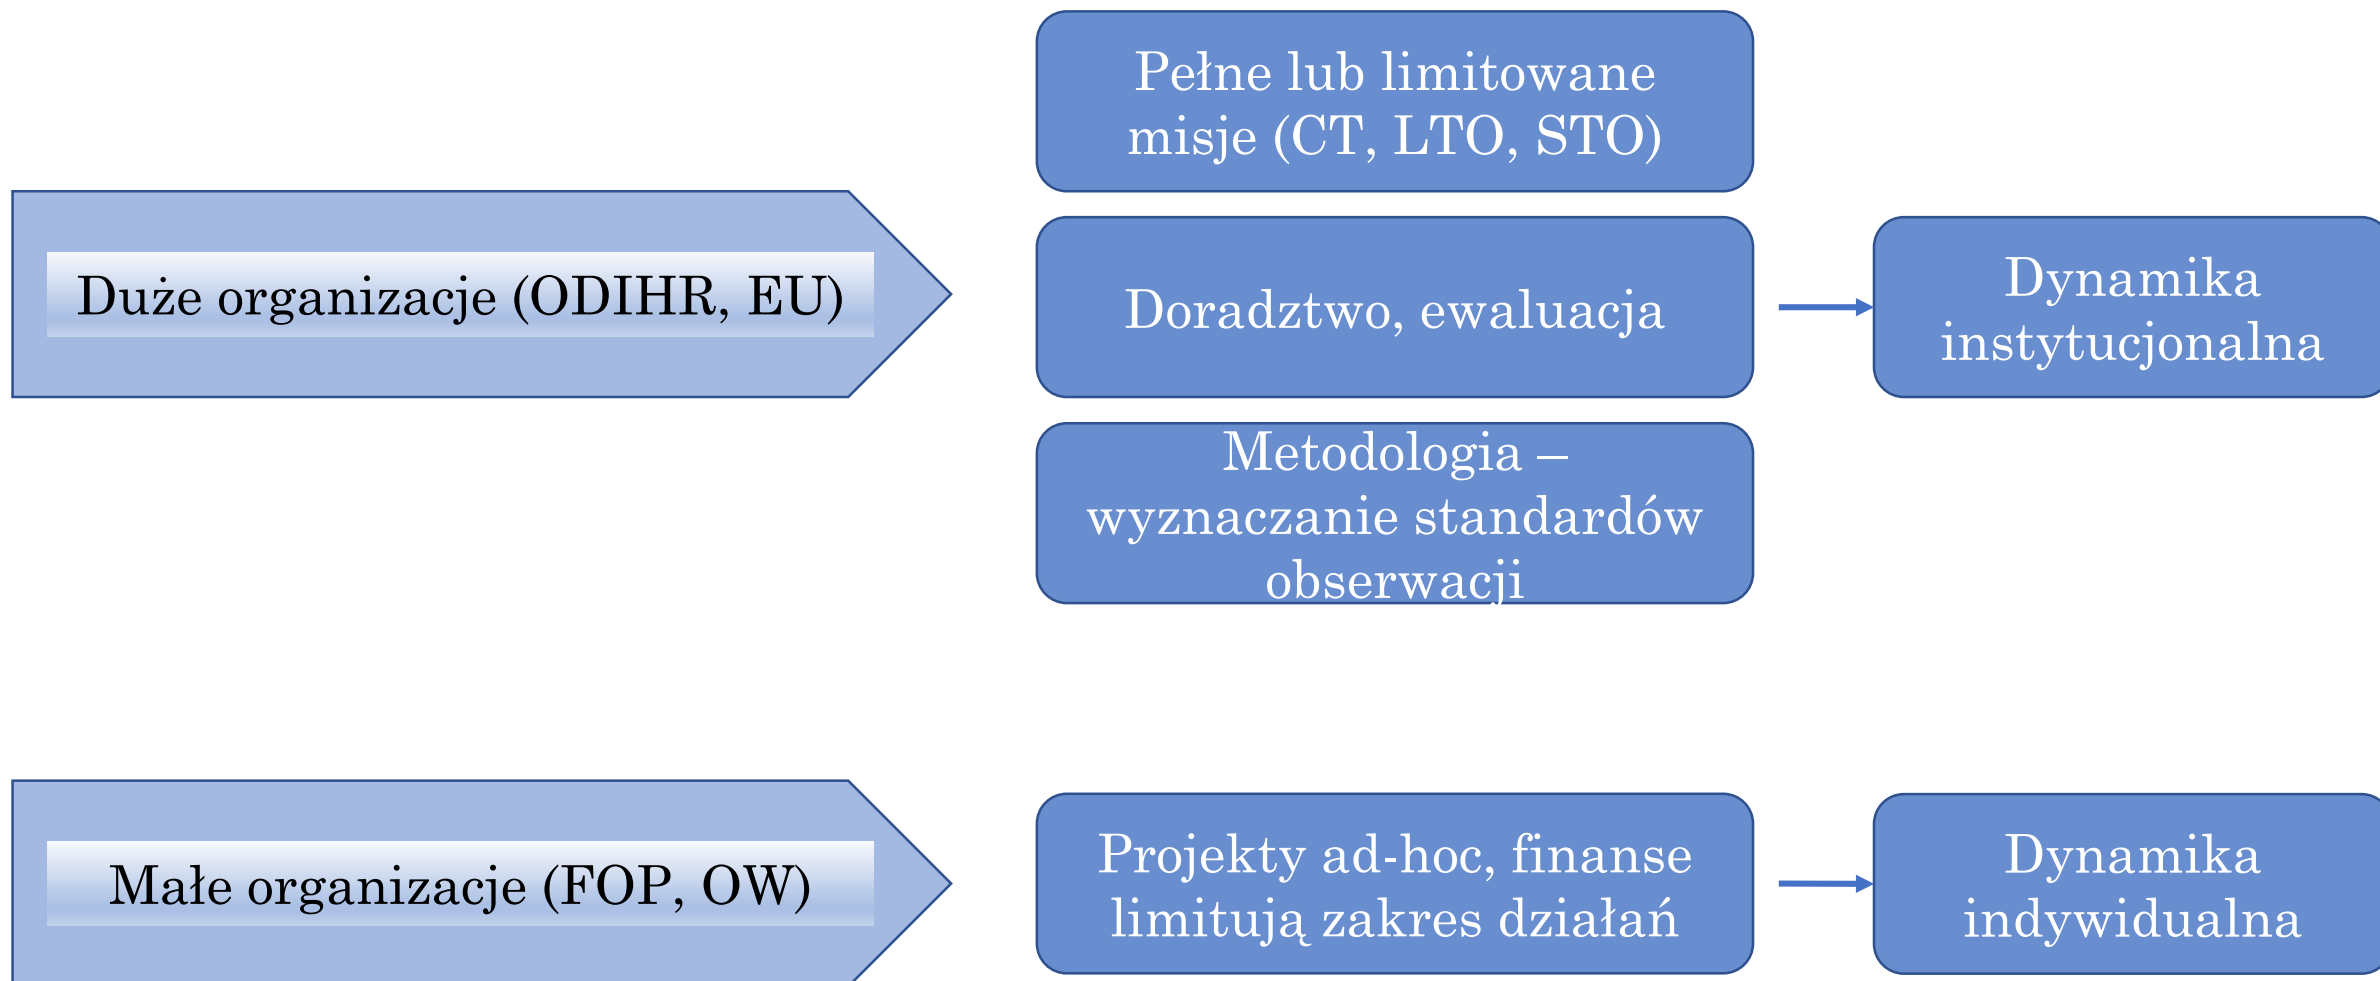 Pełne lub limitowane
misje (CT, LTO, STO)
Duże organizacje (ODIHR, EU)
Doradztwo, ewaluacja
Dynamika
instytucjonalna
Metodologia –
wyznaczanie standardów
obserwacji
Małe organizacje (FOP, OW)
Projekty ad-hoc, finanse
limitują zakres działań
Dynamika
indywidualna